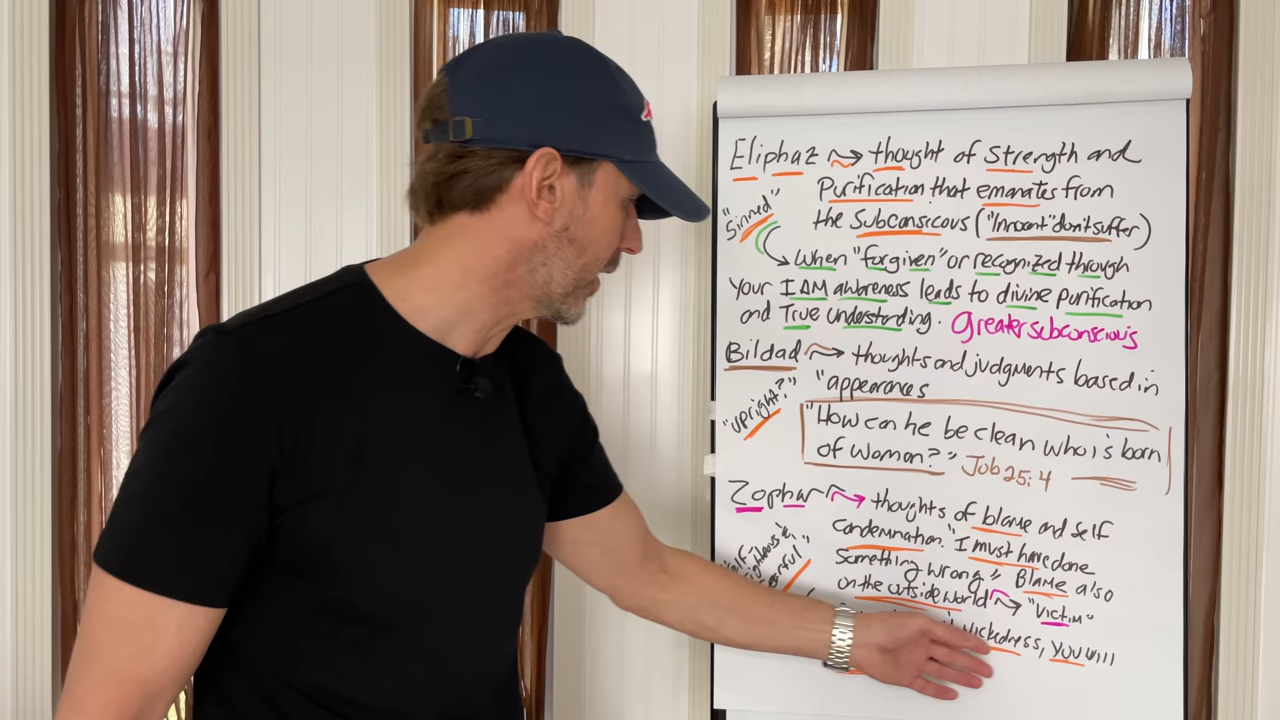 Eliphaz → thought of Strength and
Purification that emanates from
"Sinned"
the Subconsicous ("Innocent" don't suffer)
When "forgiven" or recognized through
Your I AM awareness leads to divine purification
and True understanding. Greater subconscious
Bildad → thoughts and judgments based in
"appearances
"upright?"
"How can he be clean who is born
of woman?" Job 25:4
Zophar → thoughts of blame and self
condemnation. "I must have done
Something wrong" Blame also
on the outside world → "Victim"
wickedness, you will